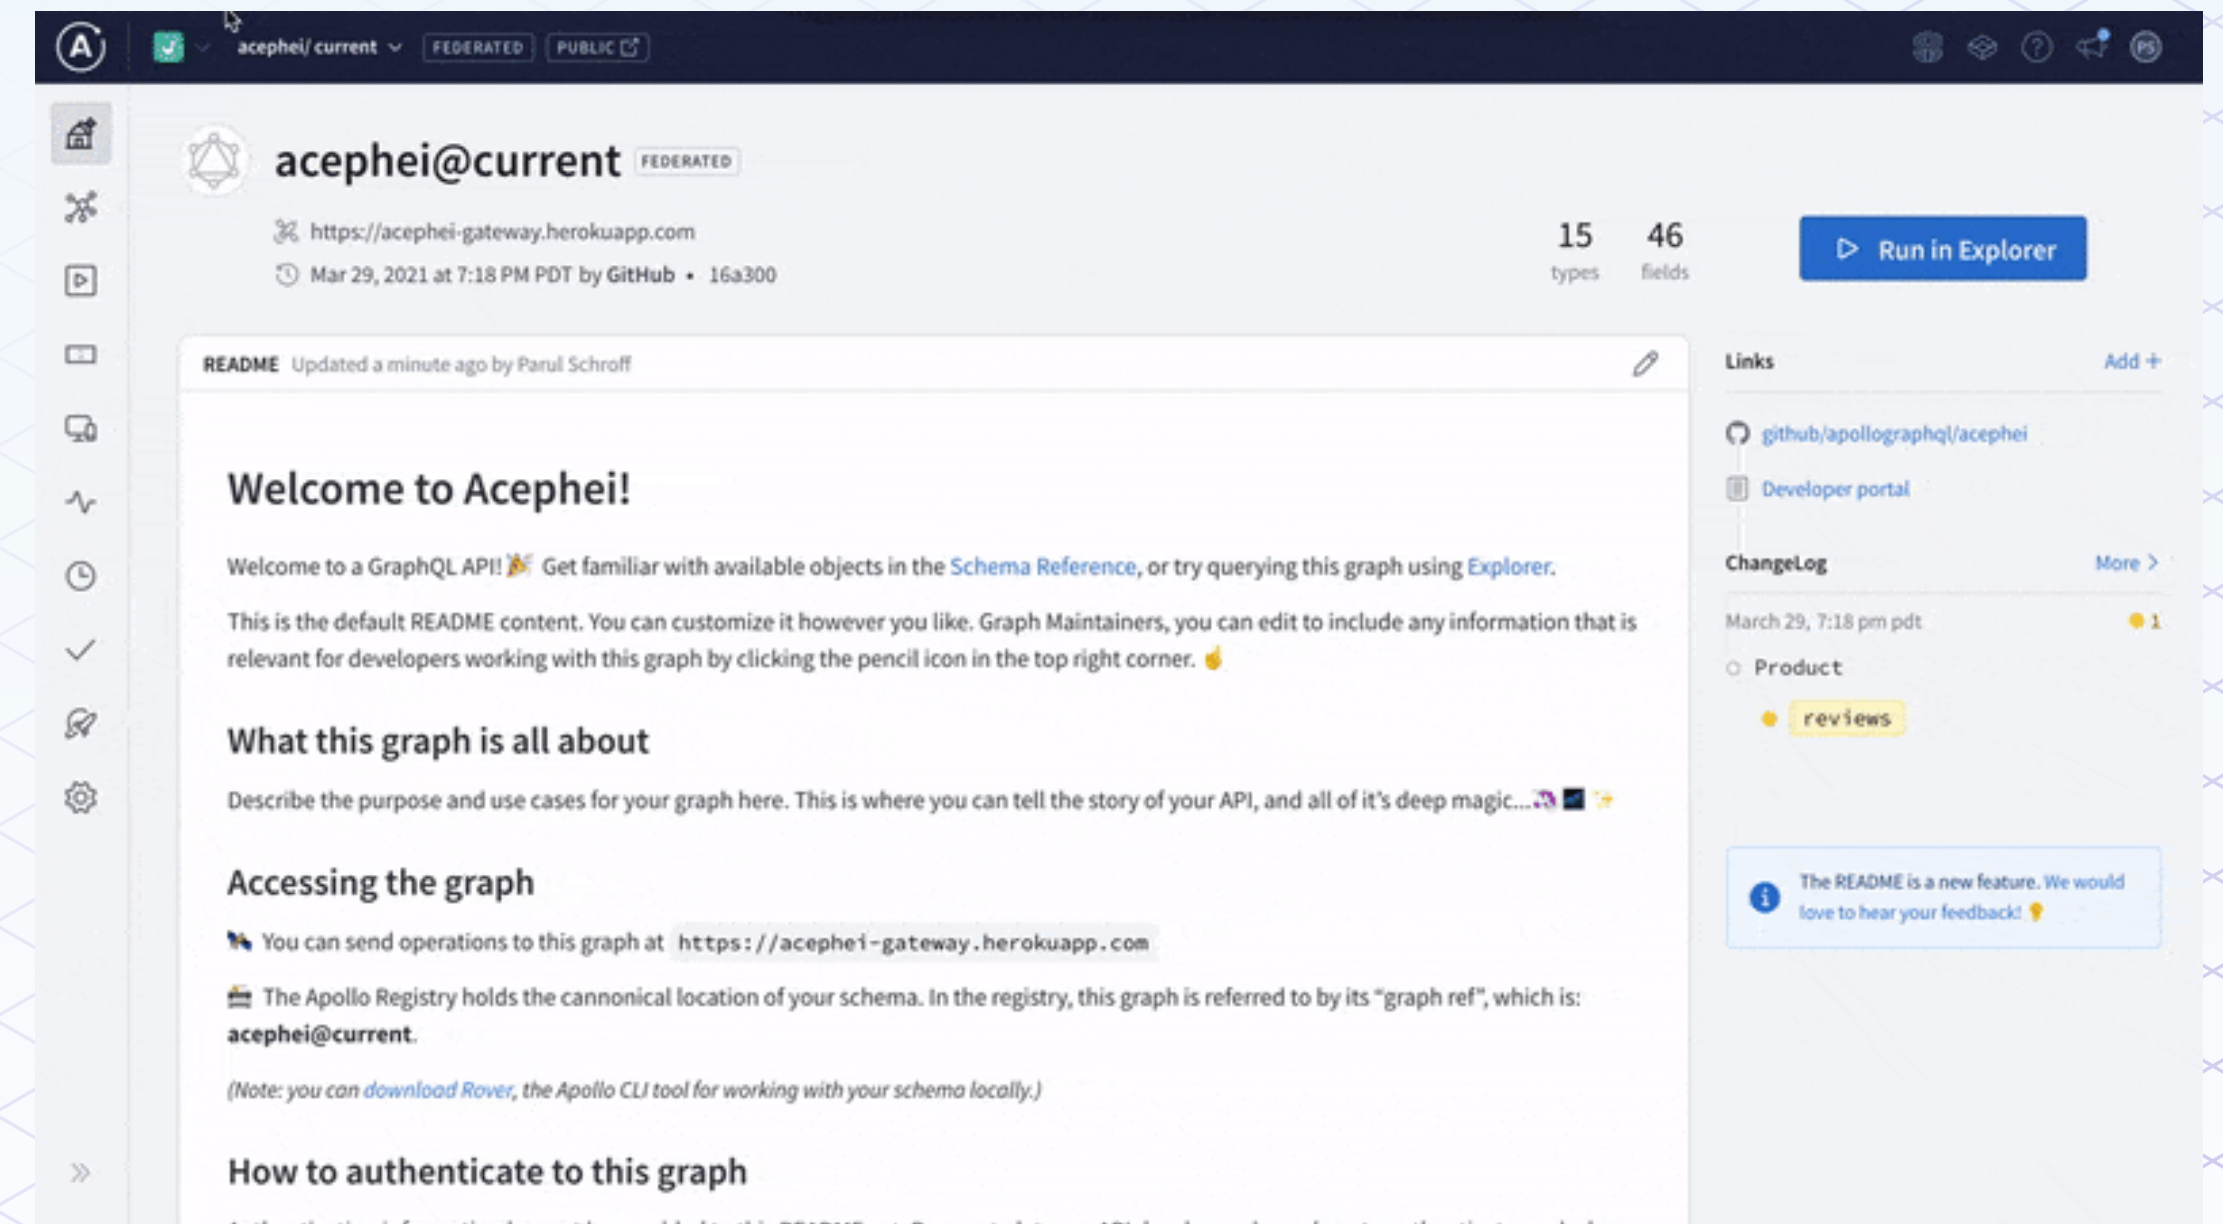 acephei/ current FEDERATED PUBLIC
PS
acephei@current FEDERATED
https://acephei-gateway.herokuapp.com
Mar 29, 2021 at 7:18 PM PDT by GitHub • 16a300
15 types
46 fields
Run in Explorer
README Updated a minute ago by Parul Schroff
Welcome to Acephei!
Welcome to a GraphQL API! 🎉 Get familiar with available objects in the Schema Reference, or try querying this graph using Explorer.
This is the default README content. You can customize it however you like. Graph Maintainers, you can edit to include any information that is
relevant for developers working with this graph by clicking the pencil icon in the top right corner. ☝
What this graph is all about
Describe the purpose and use cases for your graph here. This is where you can tell the story of your API, and all of it's deep magic...🦄 🌌 ✨
Accessing the graph
🛰 You can send operations to this graph at https://acephei-gateway.herokuapp.com
📇 The Apollo Registry holds the cannonical location of your schema. In the registry, this graph is referred to by its “graph ref”, which is:
acephei@current.
(Note: you can download Rover, the Apollo CLI tool for working with your schema locally.)
How to authenticate to this graph
Links Add +
github/apollographql/acephei
Developer portal
ChangeLog More >
March 29, 7:18 pm pdt 1
Product
reviews
The README is a new feature. We would
love to hear your feedback! 💡